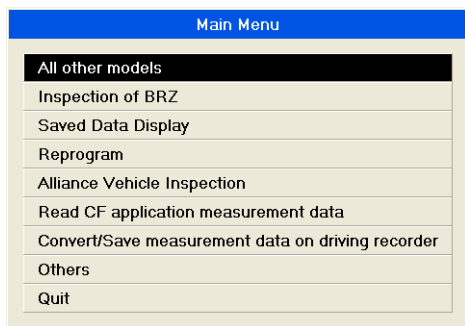 Main Menu
All other models
Inspection of BRZ
Saved Data Display
Reprogram
Alliance Vehicle Inspection
Read CF application measurement data
Convert/Save measurement data on driving recorder
Others
Quit